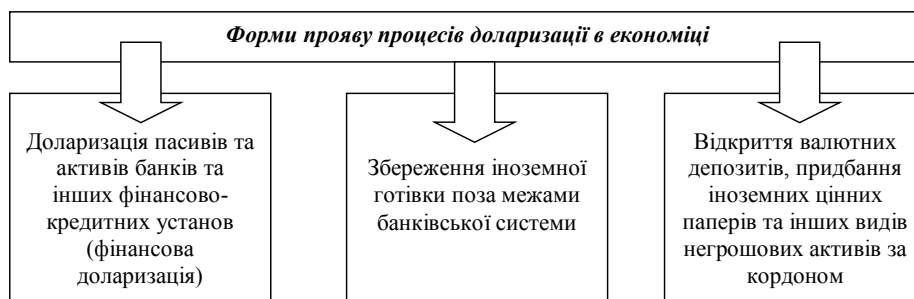 Форми прояву процесів доларизації в економіці
Доларизація пасивів та
активів банків та
інших фінансово-
кредитних установ
(фінансова
доларизація)
Збереження іноземної
готівки поза межами
банківської системи
Відкриття валютних
депозитів, придбання
іноземних цінних
паперів та інших видів
негрошових активів за
кордоном